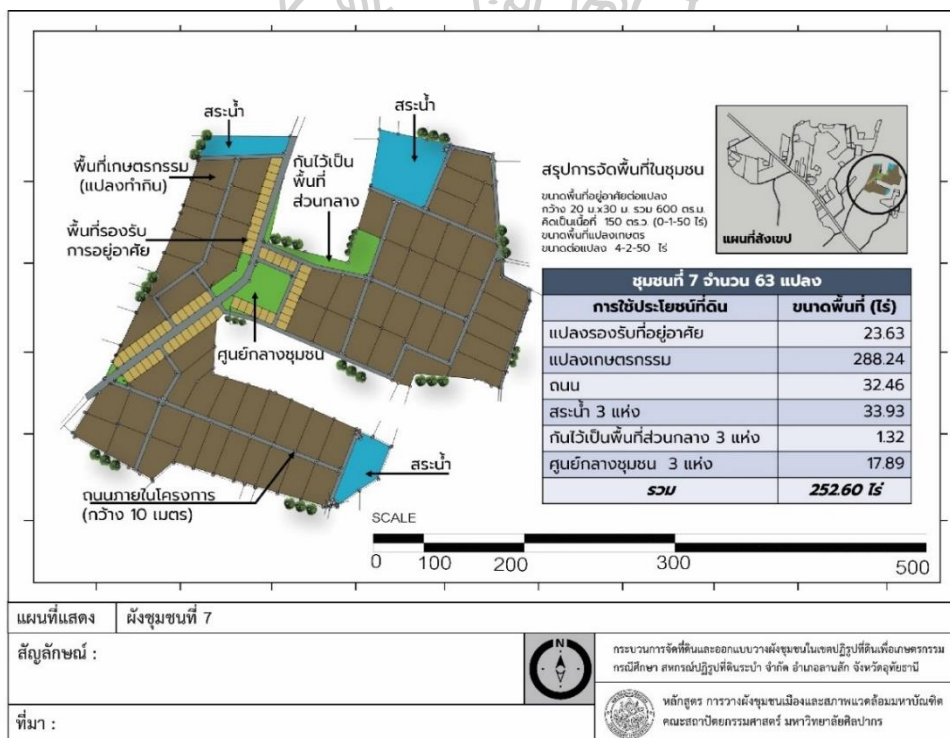 สระน้ำ
สระน้ำ
พื้นที่เกษตรกรรม
(แปลงทำกิน)
กันไว้เป็น
พื้นที่
ส่วนกลาง
พื้นที่รองรับ
การอยู่อาศัย
ศูนย์กลางชุมชน
สระน้ำ
ถนนภายในโครงการ
(กว้าง 10 เมตร)
สรุปการจัดพื้นที่ในชุมชน
ขนาดพื้นที่อยู่อาศัยต่อแปลง
กว้าง 20 ม.x30 ม. รวม 600 ตร.ม.
คิดเป็นเนื้อที่ 150 ตร.ว. (0-1-50 ไร่)
ขนาดพื้นที่แปลงเกษตร
ขนาดต่อแปลง 4-2-50 ไร่
แผนที่สังเขป
ชุมชนที่ 7 จำนวน 63 แปลง
การใช้ประโยชน์ที่ดิน ขนาดพื้นที่ (ไร่)
แปลงรองรับที่อยู่อาศัย 23.63
แปลงเกษตรกรรม 288.24
ถนน 32.46
สระน้ำ 3 แห่ง 33.93
กันไว้เป็นพื้นที่ส่วนกลาง 3 แห่ง 1.32
ศูนย์กลางชุมชน 3 แห่ง 17.89
รวม 252.60 ไร่
SCALE
0 100 200 300 500
แผนที่แสดง ผังชุมชนที่ 7
สัญลักษณ์ :
N
กระบวนการจัดที่ดินและออกแบบวางผังชุมชนในเขตปฏิรูปที่ดินเพื่อเกษตรกรรม
กรณีศึกษา สหกรณ์ปฏิรูปที่ดินระบำ จำกัด อำเภอลานสัก จังหวัดอุทัยธานี
ที่มา :
หลักสูตร การวางผังชุมชนเมืองและสภาพแวดล้อมมหาบัณฑิต
คณะสถาปัตยกรรมศาสตร์ มหาวิทยาลัยศิลปากร